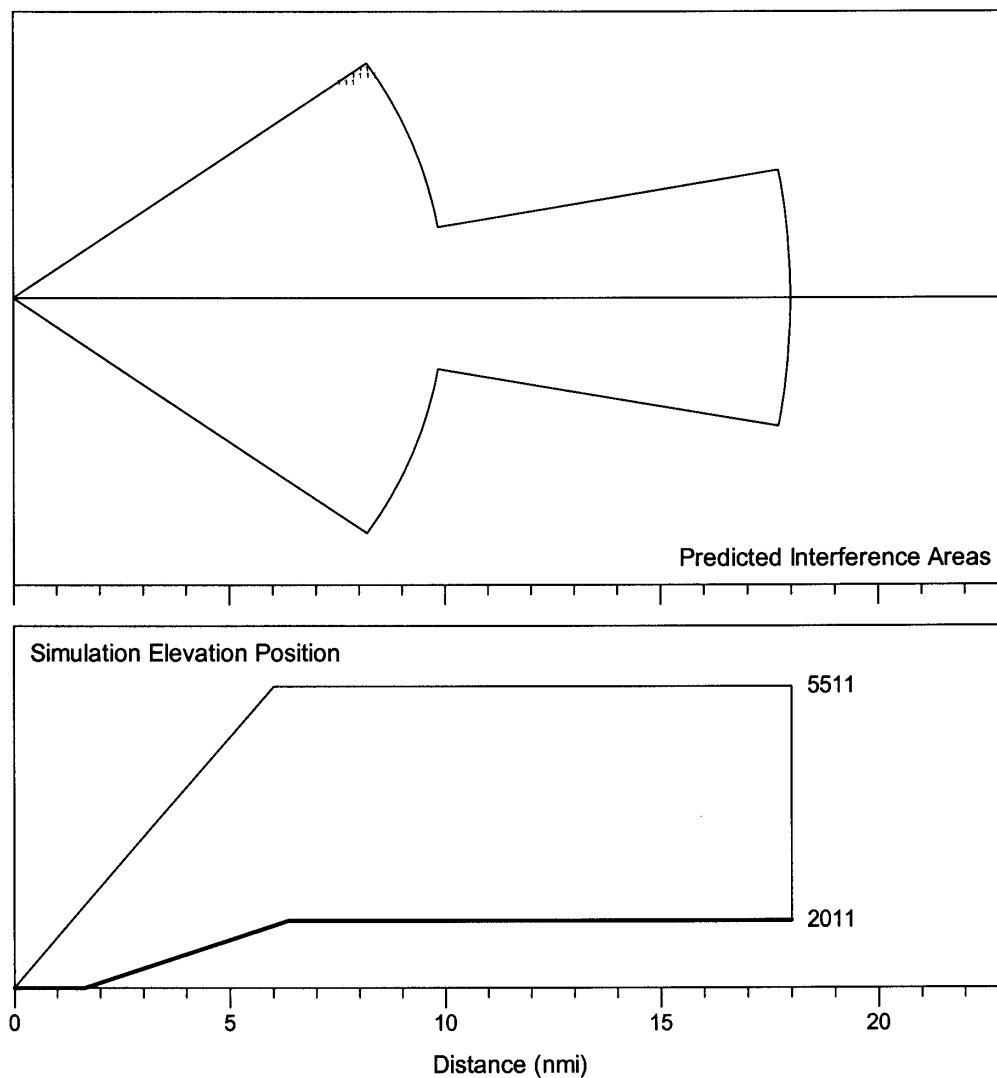 Predicted Interference Areas
Simulation Elevation Position
5511
2011
0 5 10 15 20
Distance (nmi)